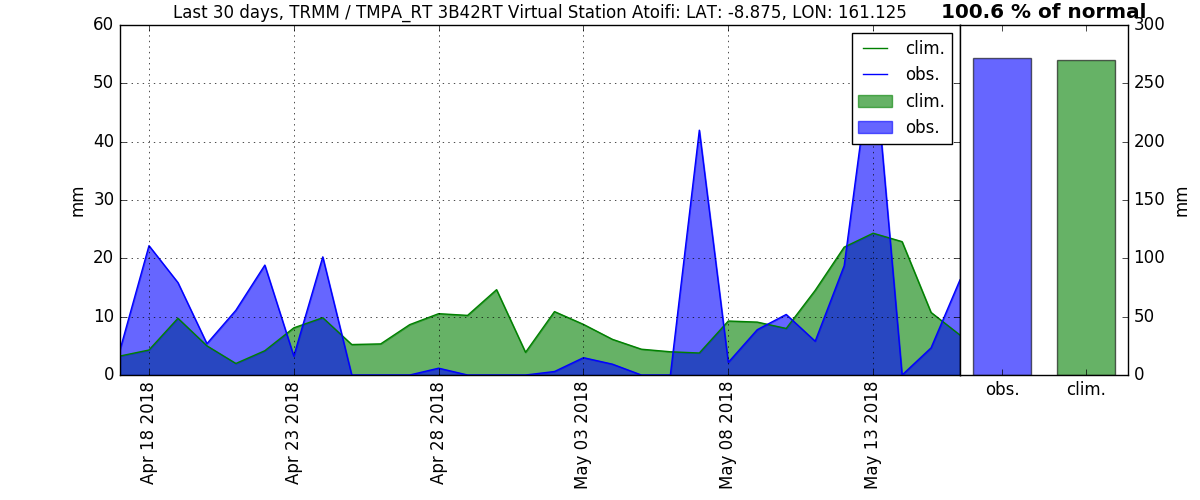 Last 30 days, TRMM / TMPA_RT 3B42RT Virtual Station Atoifi: LAT: -8.875, LON: 161.125
100.6 % of normal
60
50
40
30
20
10
0
mm
clim.
obs.
clim.
obs.
300
250
200
150
100
50
0
mm
Apr 18 2018
Apr 23 2018
Apr 28 2018
May 03 2018
May 08 2018
May 13 2018
obs.
clim.